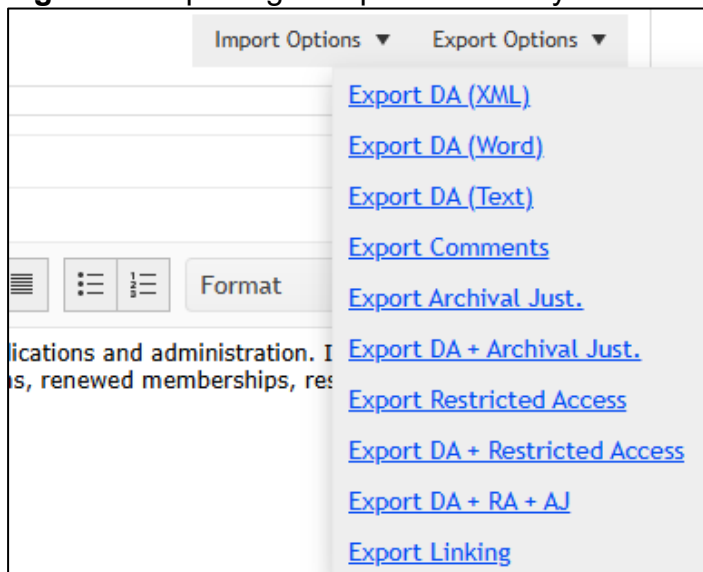 Import Options ▼ Export Options ▼
Export DA (XML)
Export DA (Word)
Export DA (Text)
Export Comments
Format
Export Archival Just.
lications and administration. I
Export DA + Archival Just.
s, renewed memberships, res
Export Restricted Access
Export DA + Restricted Access
Export DA + RA + AJ
Export Linking